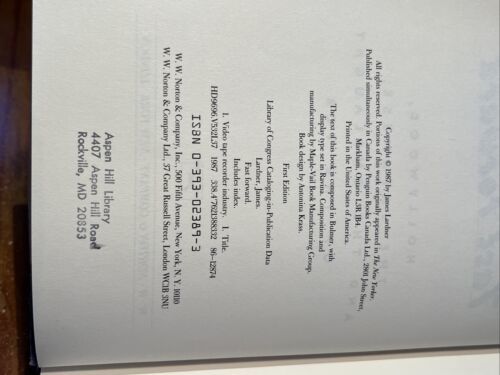 Copyright © 1987 by James Lardner
All rights reserved. Portions of this work originally appeared in The New Yorker.
Published simultaneously in Canada by Penguin Books Canada Ltd., 2801 John Street,
Markham, Ontario L3R 1B4.
Printed in the United States of America.
The text of this book is composed in Bulmer, with
display type set in Busorama. Composition and
manufacturing by Maple-Vail Book Manufacturing Group.
Book design by Antonina Krass.
First Edition
Library of Congress Cataloging-in-Publication Data
Lardner, James.
Fast forward.
Includes index.
1. Video tape recorder industry. I. Title.
HD9696.V532L37 1987 338.4'762138832 86-12874
ISBN 0-393-02389-3
W. W. Norton & Company, Inc., 500 Fifth Avenue, New York, N. Y. 10110
W. W. Norton & Company Ltd., 37 Great Russell Street, London WC1B 3NU
Aspen Hill Library
4407 Aspen Hill Road
Rockville, MD 20853